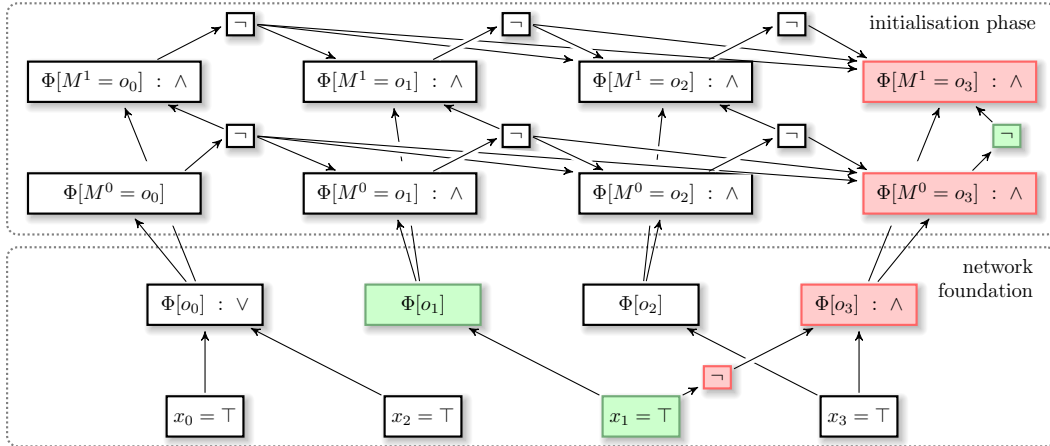 ¬ ¬ ¬ initialisation phase
Φ[M¹ = o₀] : ∧ Φ[M¹ = o₁] : ∧ Φ[M¹ = o₂] : ∧ Φ[M¹ = o₃] : ∧
¬ ¬ ¬ ¬
Φ[M⁰ = o₀] Φ[M⁰ = o₁] : ∧ Φ[M⁰ = o₂] : ∧ Φ[M⁰ = o₃] : ∧
network
foundation
Φ[o₀] : ∨ Φ[o₁] Φ[o₂] Φ[o₃] : ∧
¬
x₀ = ⊤ x₂ = ⊤ x₁ = ⊤ x₃ = ⊤